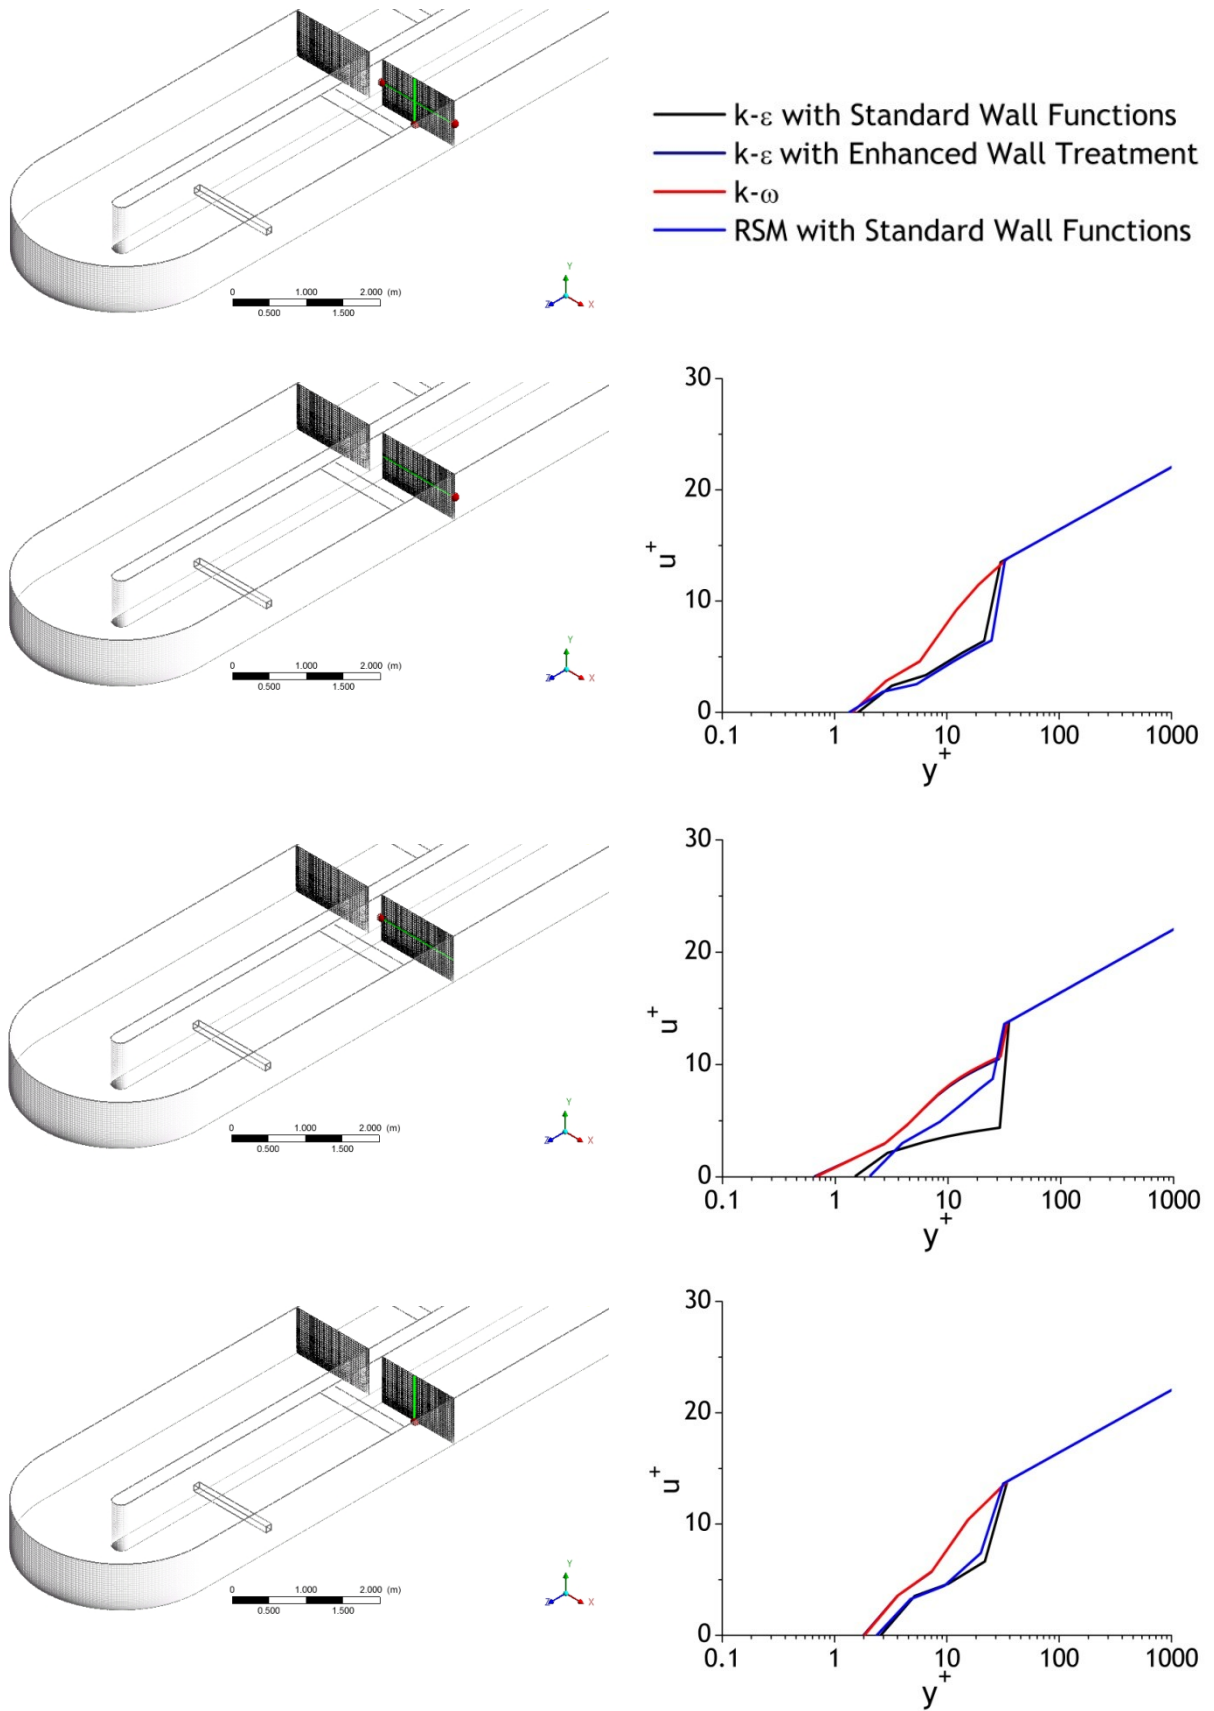 k-ε with Standard Wall Functions
k-ε with Enhanced Wall Treatment
k-ω
RSM with Standard Wall Functions
0 1.000 2.000 (m)
0.500 1.500
Y
Z X
30
20
10
0
u+
0.1 1 10 100 1000
y+
0 1.000 2.000 (m)
0.500 1.500
Y
Z X
30
20
10
0
u+
0.1 1 10 100 1000
y+
0 1.000 2.000 (m)
0.500 1.500
Y
Z X
30
20
10
0
u+
0.1 1 10 100 1000
y+
0 1.000 2.000 (m)
0.500 1.500
Y
Z X